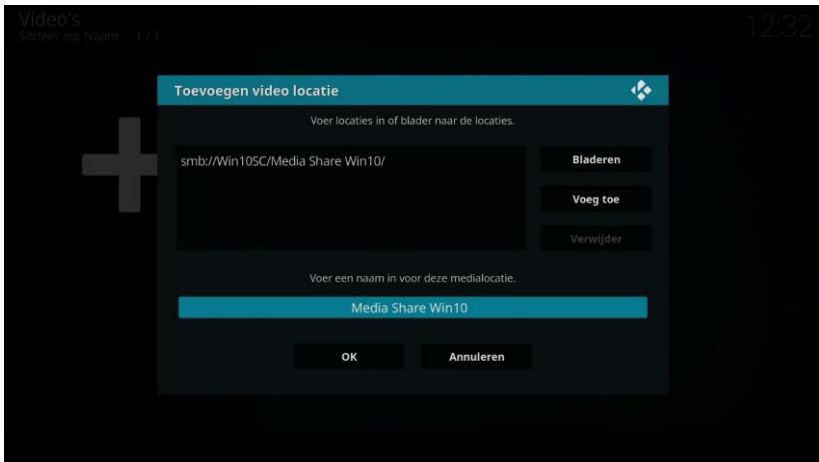 Video's
Sorteer op: Naam - 1 / 1
12:32
Toevoegen video locatie
Voer locaties in of blader naar de locaties.
smb://Win10SC/Media Share Win10/
Bladeren
Voeg toe
Verwijder
Voer een naam in voor deze medialocatie.
Media Share Win10
OK
Annuleren